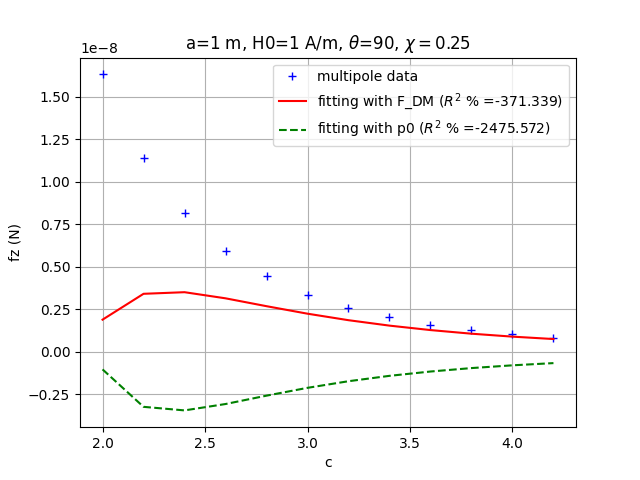 a=1 m, H0=1 A/m, θ=90, χ = 0.25
1e−8
multipole data
fitting with F_DM (R² % =-371.339)
fitting with p0 (R² % =-2475.572)
1.50
1.25
1.00
0.75
0.50
0.25
0.00
−0.25
fz (N)
2.0 2.5 3.0 3.5 4.0
c